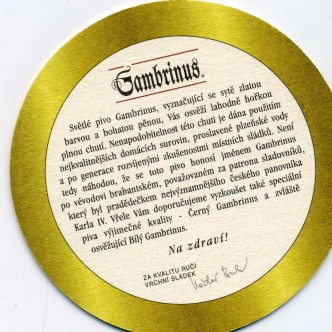 Gambrinus
Světlé pivo Gambrinus, vyznačující se sytě zlatou
barvou a bohatou pěnou, Vás osvěží lahodně hořkou
plnou chutí. Nenapodobitelnost této chuti je dána použitím
nejkvalitnějších domácích surovin, proslavené plzeňské vody
a po generace rozvíjenými zkušenostmi místních sládků. Není
tedy náhodou, že se toto pivo honosí jménem Gambrinus
po vévodovi brabantském, považovaném za patrona sladovníků,
který byl pradědečkem nejvýznamnějšího českého panovníka
Karla IV. Vřele Vám doporučujeme vyzkoušet také speciální
piva výjimečné kvality - Černý Gambrinus a zvláště
osvěžující Bílý Gambrinus.
Na zdraví!
ZA KVALITU RUČÍ
VRCHNÍ SLÁDEK